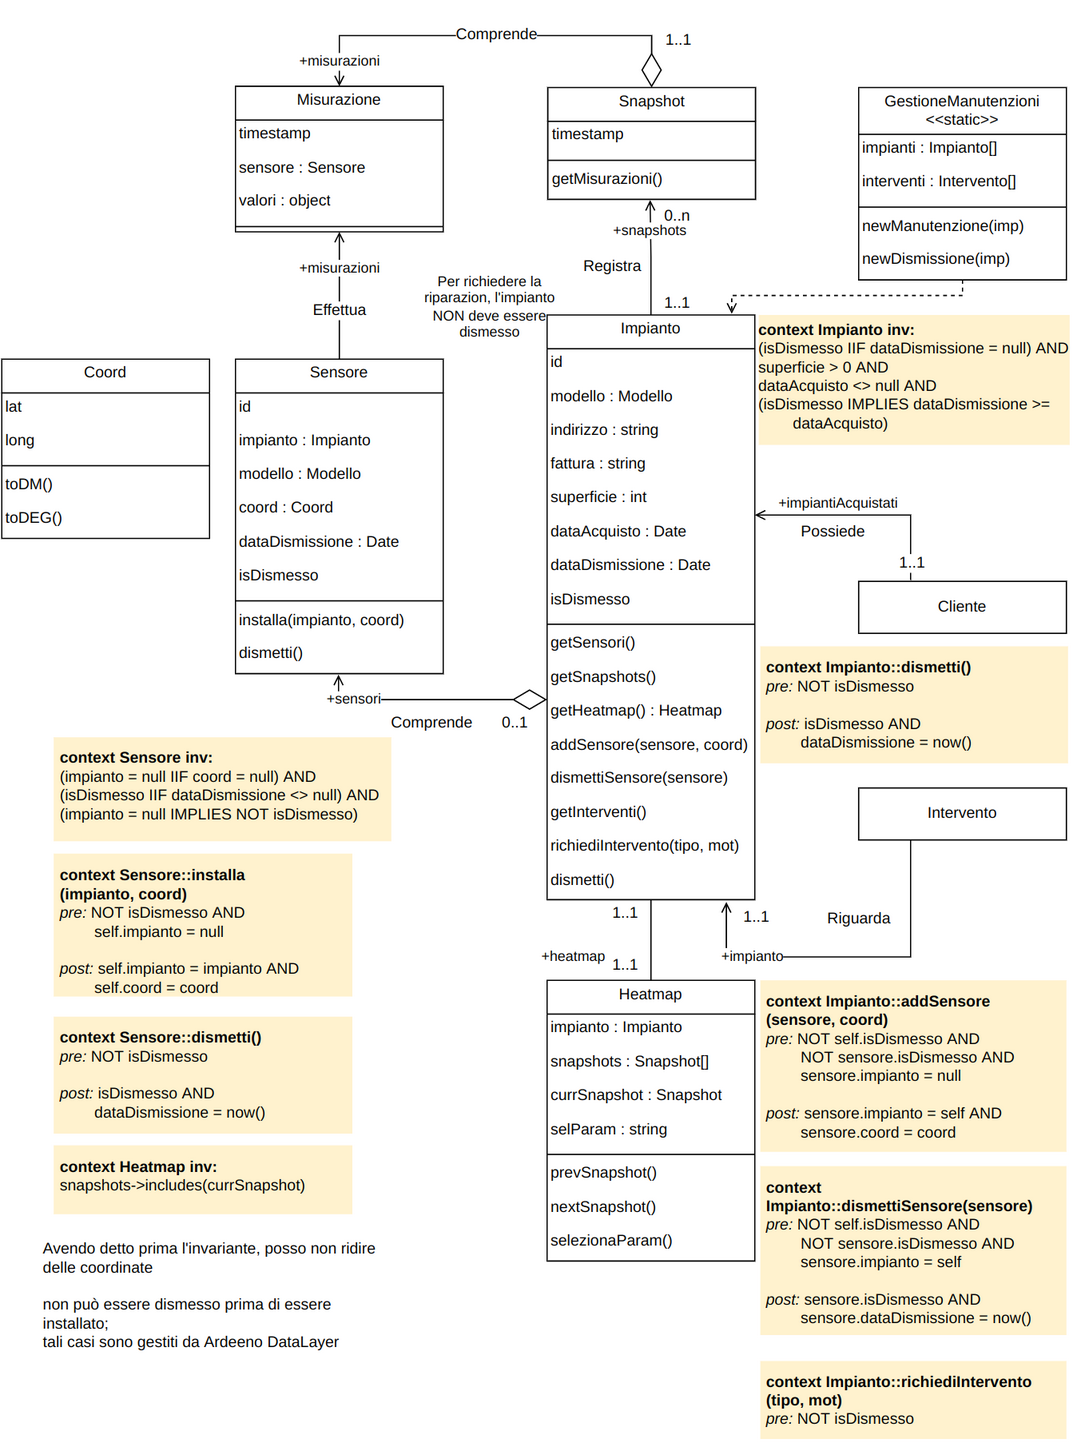 Comprende
1..1
+misurazioni
Misurazione
timestamp
sensore : Sensore
valori : object
Snapshot
timestamp
getMisurazioni()
GestioneManutenzioni
<<static>>
impianti : Impianto[]
interventi : Intervento[]
newManutenzione(imp)
newDismissione(imp)
0..n
+snapshots
Registra
1..1
+misurazioni
Effettua
Per richiedere la
riparazion, l'impianto
NON deve essere
dismesso
Coord
lat
long
toDM()
toDEG()
Sensore
id
impianto : Impianto
modello : Modello
coord : Coord
dataDismissione : Date
isDismesso
installa(impianto, coord)
dismetti()
Impianto
id
modello : Modello
indirizzo : string
fattura : string
superficie : int
dataAcquisto : Date
dataDismissione : Date
isDismesso
getSensori()
getSnapshots()
getHeatmap() : Heatmap
addSensore(sensore, coord)
dismettiSensore(sensore)
getInterventi()
richiediIntervento(tipo, mot)
dismetti()
context Impianto inv:
(isDismesso IIF dataDismissione = null) AND
superficie > 0 AND
dataAcquisto <> null AND
(isDismesso IMPLIES dataDismissione >=
dataAcquisto)
+impiantiAcquistati
Possiede
1..1
Cliente
context Impianto::dismetti()
pre: NOT isDismesso
post: isDismesso AND
dataDismissione = now()
+sensori
Comprende
0..1
context Sensore inv:
(impianto = null IIF coord = null) AND
(isDismesso IIF dataDismissione <> null) AND
(impianto = null IMPLIES NOT isDismesso)
Intervento
context Sensore::installa
(impianto, coord)
pre: NOT isDismesso AND
self.impianto = null
post: self.impianto = impianto AND
self.coord = coord
1..1
1..1
Riguarda
+heatmap
1..1
+impianto
Heatmap
impianto : Impianto
snapshots : Snapshot[]
currSnapshot : Snapshot
selParam : string
prevSnapshot()
nextSnapshot()
selezionaParam()
context Impianto::addSensore
(sensore, coord)
pre: NOT self.isDismesso AND
NOT sensore.isDismesso AND
sensore.impianto = null
post: sensore.impianto = self AND
sensore.coord = coord
context Sensore::dismetti()
pre: NOT isDismesso
post: isDismesso AND
dataDismissione = now()
context Heatmap inv:
snapshots->includes(currSnapshot)
context
Impianto::dismettiSensore(sensore)
pre: NOT self.isDismesso AND
NOT sensore.isDismesso AND
sensore.impianto = self
post: sensore.isDismesso AND
sensore.dataDismissione = now()
Avendo detto prima l'invariante, posso non ridire
delle coordinate
non può essere dismesso prima di essere
installato;
tali casi sono gestiti da Ardeeno DataLayer
context Impianto::richiediIntervento
(tipo, mot)
pre: NOT isDismesso